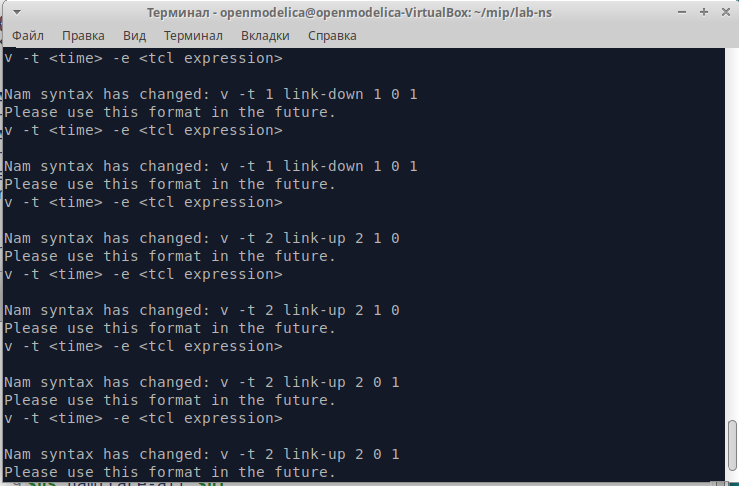 Терминал - openmodelica@openmodelica-VirtualBox: ~/mip/lab-ns
Файл Правка Вид Терминал Вкладки Справка
v -t <time> -e <tcl expression>
Nam syntax has changed: v -t 1 link-down 1 0 1
Please use this format in the future.
v -t <time> -e <tcl expression>
Nam syntax has changed: v -t 1 link-down 1 0 1
Please use this format in the future.
v -t <time> -e <tcl expression>
Nam syntax has changed: v -t 2 link-up 2 1 0
Please use this format in the future.
v -t <time> -e <tcl expression>
Nam syntax has changed: v -t 2 link-up 2 1 0
Please use this format in the future.
v -t <time> -e <tcl expression>
Nam syntax has changed: v -t 2 link-up 2 0 1
Please use this format in the future.
v -t <time> -e <tcl expression>
Nam syntax has changed: v -t 2 link-up 2 0 1
Please use this format in the future.